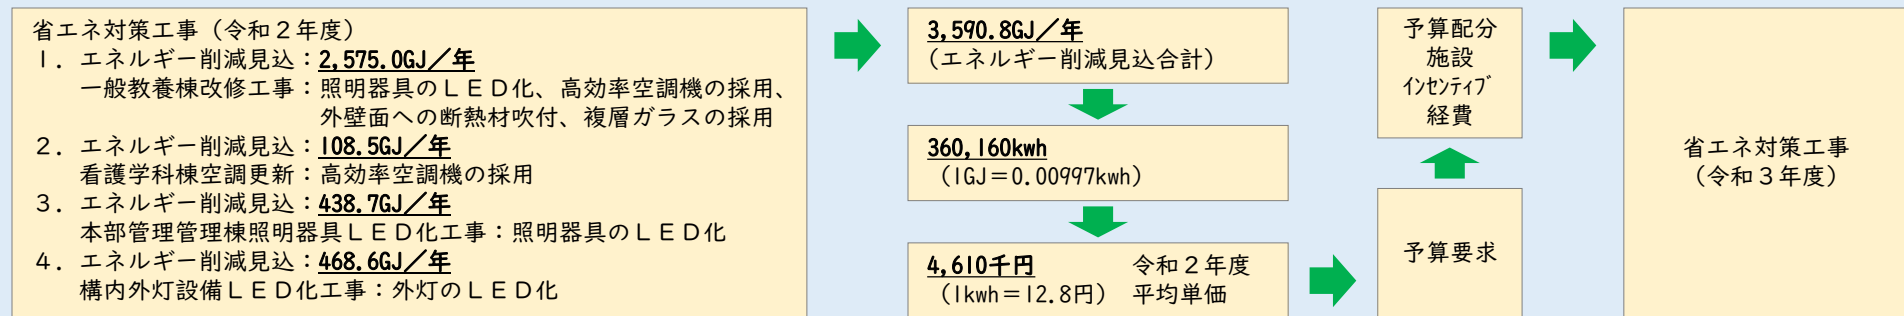 省エネ対策工事（令和２年度）
１．エネルギー削減見込：2,575.0GJ／年
一般教養棟改修工事：照明器具のＬＥＤ化、高効率空調機の採用、
外壁面への断熱材吹付、複層ガラスの採用
２．エネルギー削減見込：108.5GJ／年
看護学科棟空調更新：高効率空調機の採用
３．エネルギー削減見込：438.7GJ／年
本部管理管理棟照明器具ＬＥＤ化工事：照明器具のＬＥＤ化
４．エネルギー削減見込：468.6GJ／年
構内外灯設備ＬＥＤ化工事：外灯のＬＥＤ化
3,590.8GJ／年
（エネルギー削減見込合計）
360,160kwh
（1GJ＝0.00997kwh）
4,610千円　令和２年度
（1kwh＝12.8円）　平均単価
予算要求
予算配分
施設
ｲﾝｾﾝﾃｨﾌﾞ
経費
省エネ対策工事
（令和３年度）